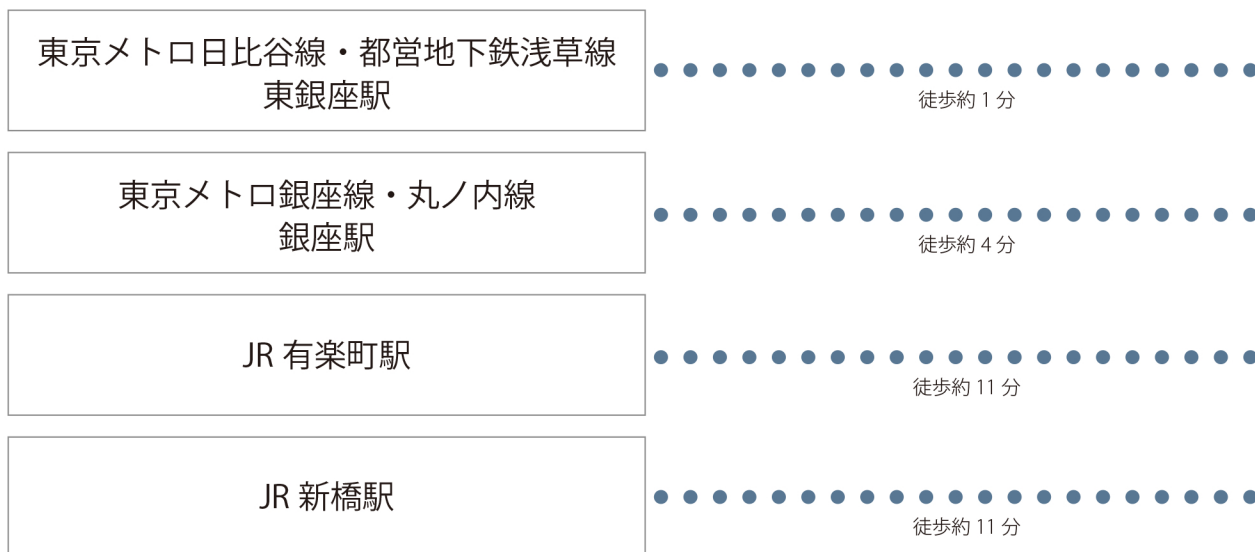 東京メトロ日比谷線・都営地下鉄浅草線
東銀座駅
徒歩約 1 分
東京メトロ銀座線・丸ノ内線
銀座駅
徒歩約 4 分
JR 有楽町駅
徒歩約 11 分
JR 新橋駅
徒歩約 11 分